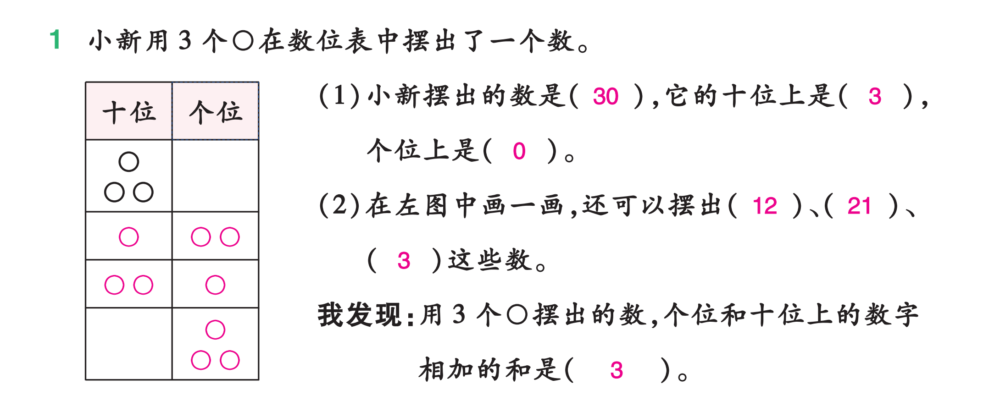 1 小新用 3 个○在数位表中摆出了一个数。
十位 个位
(1)小新摆出的数是( 30 ),它的十位上是( 3 ),
个位上是( 0 )。
(2)在左图中画一画,还可以摆出( 12 )、( 21 )、
( 3 )这些数。
我发现:用 3 个○摆出的数,个位和十位上的数字
相加的和是( 3 )。